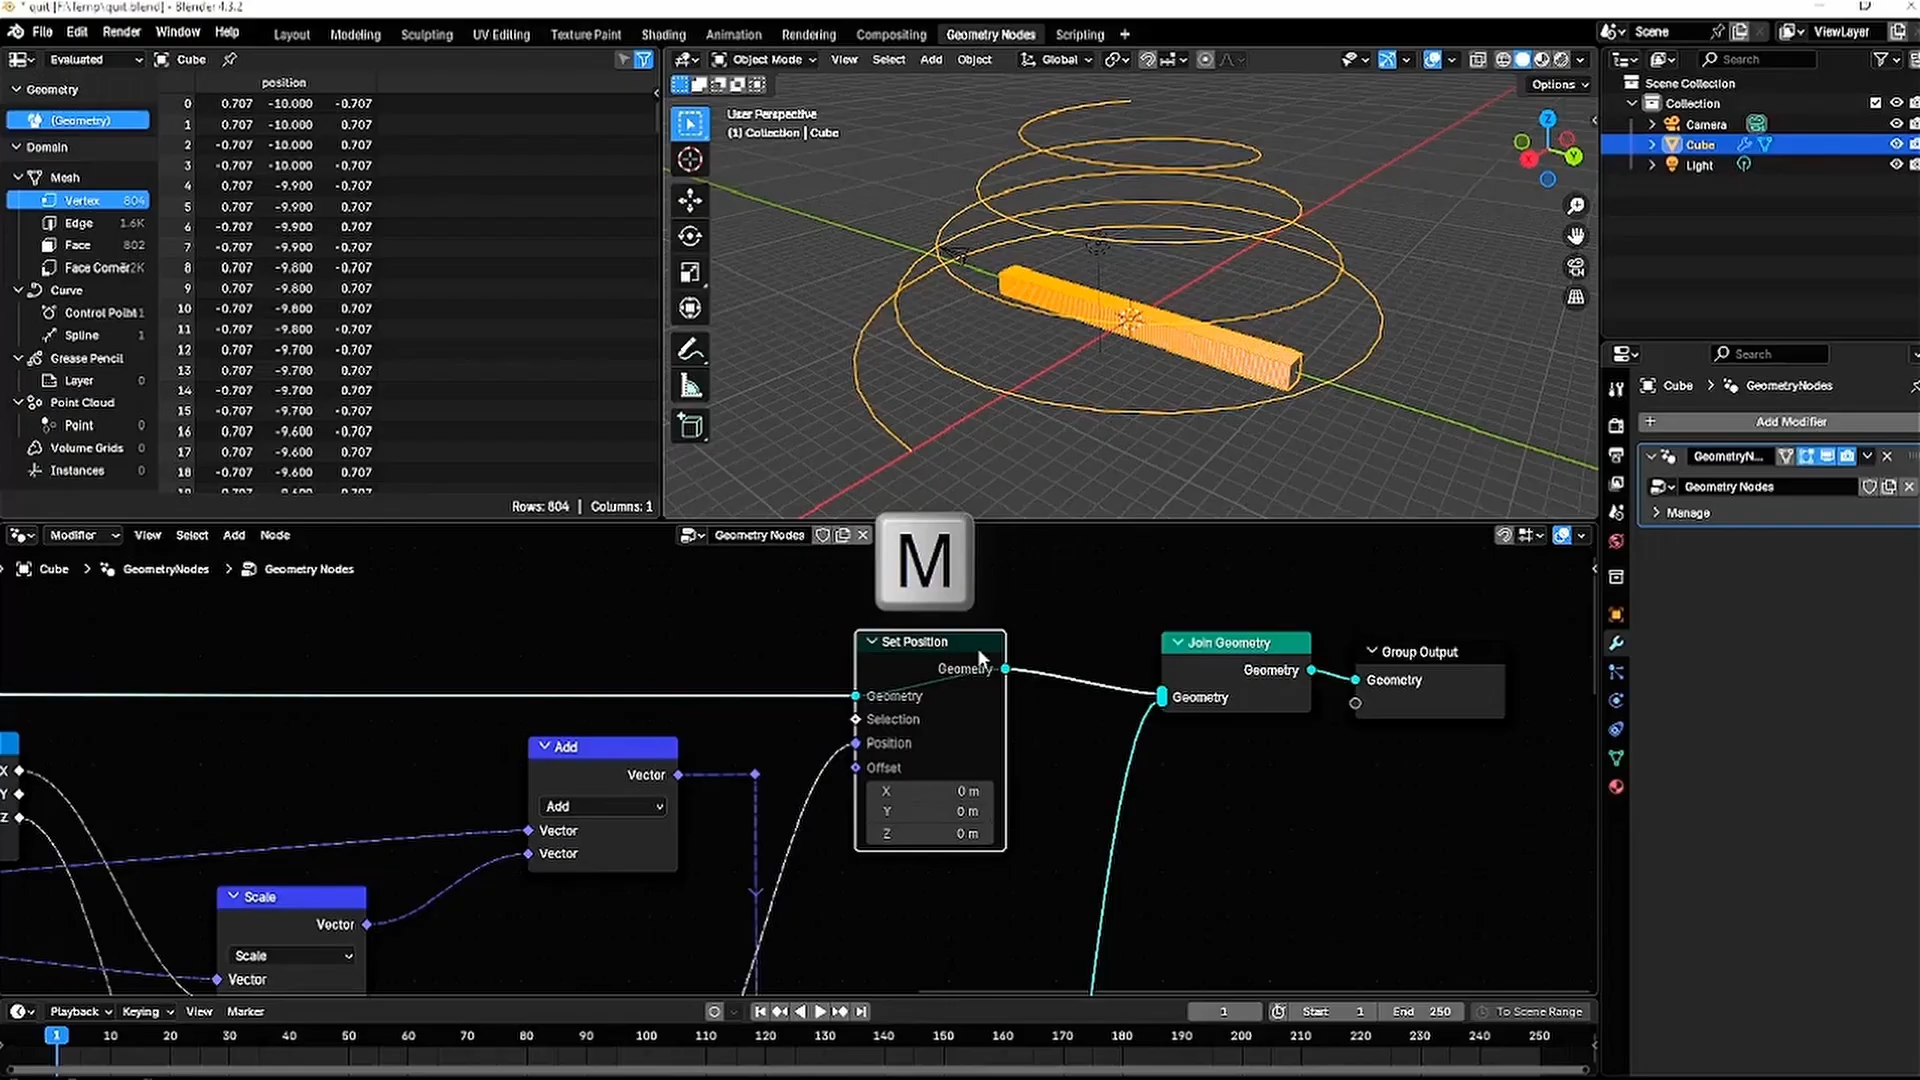 * quit [F:\Temp\quit.blend] - Blender 4.3.2
File Edit Render Window Help
Layout Modeling Sculpting UV Editing Texture Paint Shading Animation Rendering Compositing Geometry Nodes Scripting +
Scene
ViewLayer
Evaluated
Cube
Object Mode View Select Add Object
Global
Search
Options
Geometry
(Geometry)
Domain
Mesh
Vertex 804
Edge 1.6K
Face 802
Face Corner 2K
Curve
Control Point 1
Spline 1
Grease Pencil
Layer 0
Point Cloud
Point 0
Volume Grids 0
Instances 0
position
0 0.707 -10.000 -0.707
1 0.707 -10.000 0.707
2 -0.707 -10.000 0.707
3 -0.707 -10.000 -0.707
4 0.707 -9.900 -0.707
5 0.707 -9.900 0.707
6 -0.707 -9.900 0.707
7 -0.707 -9.900 -0.707
8 0.707 -9.800 -0.707
9 0.707 -9.800 0.707
10 -0.707 -9.800 0.707
11 -0.707 -9.800 -0.707
12 0.707 -9.700 -0.707
13 0.707 -9.700 0.707
14 -0.707 -9.700 0.707
15 -0.707 -9.700 -0.707
16 0.707 -9.600 -0.707
17 0.707 -9.600 0.707
18 -0.707 -9.600 0.707
Rows: 804 | Columns: 1
User Perspective
(1) Collection | Cube
Z
X
Y
Scene Collection
Collection
Camera
Cube
Light
Search
Cube > GeometryNodes
Add Modifier
GeometryN...
Geometry Nodes
Manage
Modifier View Select Add Node
Geometry Nodes
Cube > GeometryNodes > Geometry Nodes
M
X
Y
Z
Scale
Vector
Scale
Vector
Add
Vector
Add
Vector
Vector
Set Position
Geometry
Geometry
Selection
Position
Offset
X 0 m
Y 0 m
Z 0 m
Join Geometry
Geometry
Geometry
Group Output
Geometry
Playback Keying View Marker
1
Start 1
End 250
To Scene Range
1 10 20 30 40 50 60 70 80 90 100 110 120 130 140 150 160 170 180 190 200 210 220 230 240 250